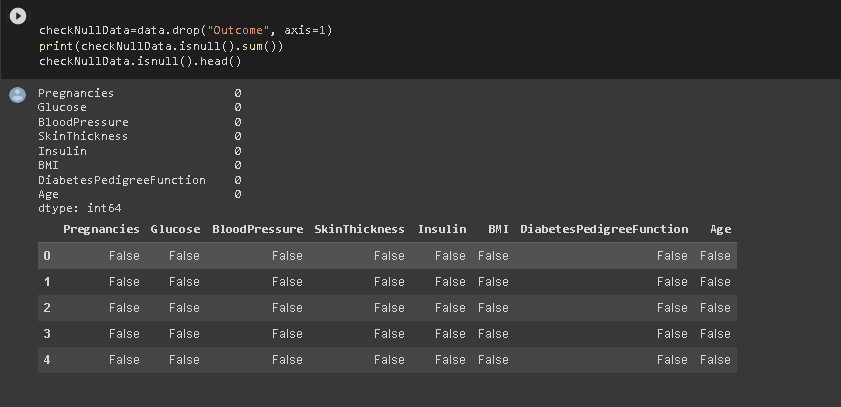 checkNullData=data.drop("Outcome", axis=1)
print(checkNullData.isnull().sum())
checkNullData.isnull().head()
Pregnancies 0
Glucose 0
BloodPressure 0
SkinThickness 0
Insulin 0
BMI 0
DiabetesPedigreeFunction 0
Age 0
dtype: int64
Pregnancies Glucose BloodPressure SkinThickness Insulin BMI DiabetesPedigreeFunction Age
0 False False False False False False False False
1 False False False False False False False False
2 False False False False False False False False
3 False False False False False False False False
4 False False False False False False False False